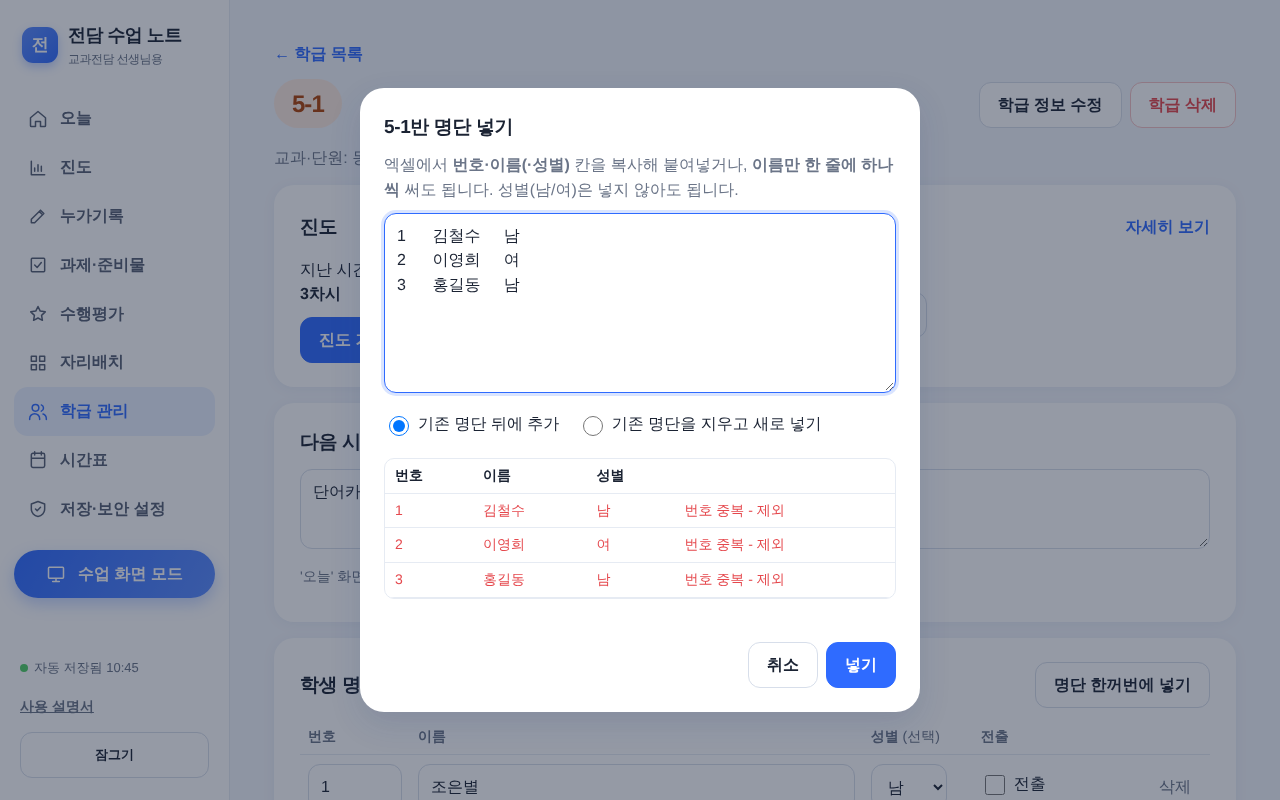 전
전담 수업 노트
교과전담 선생님용
오늘
진도
누가기록
과제·준비물
수행평가
자리배치
학급 관리
시간표
저장·보안 설정
수업 화면 모드
자동 저장됨 10:45
사용 설명서
잠그기
← 학급 목록
5-1
학급 정보 수정
학급 삭제
교과·단원:
진도
자세히 보기
지난 시간
3차시
진도
다음 시
단어카
'오늘' 화면
학생 명
명단 한꺼번에 넣기
번호 이름 성별 (선택) 전출
1 조은별 남 전출 삭제
5-1반 명단 넣기
엑셀에서 번호·이름(·성별) 칸을 복사해 붙여넣거나, 이름만 한 줄에 하나
씩 써도 됩니다. 성별(남/여)은 넣지 않아도 됩니다.
1 김철수 남
2 이영희 여
3 홍길동 남
기존 명단 뒤에 추가 기존 명단을 지우고 새로 넣기
번호 이름 성별
1 김철수 남 번호 중복 - 제외
2 이영희 여 번호 중복 - 제외
3 홍길동 남 번호 중복 - 제외
취소 넣기